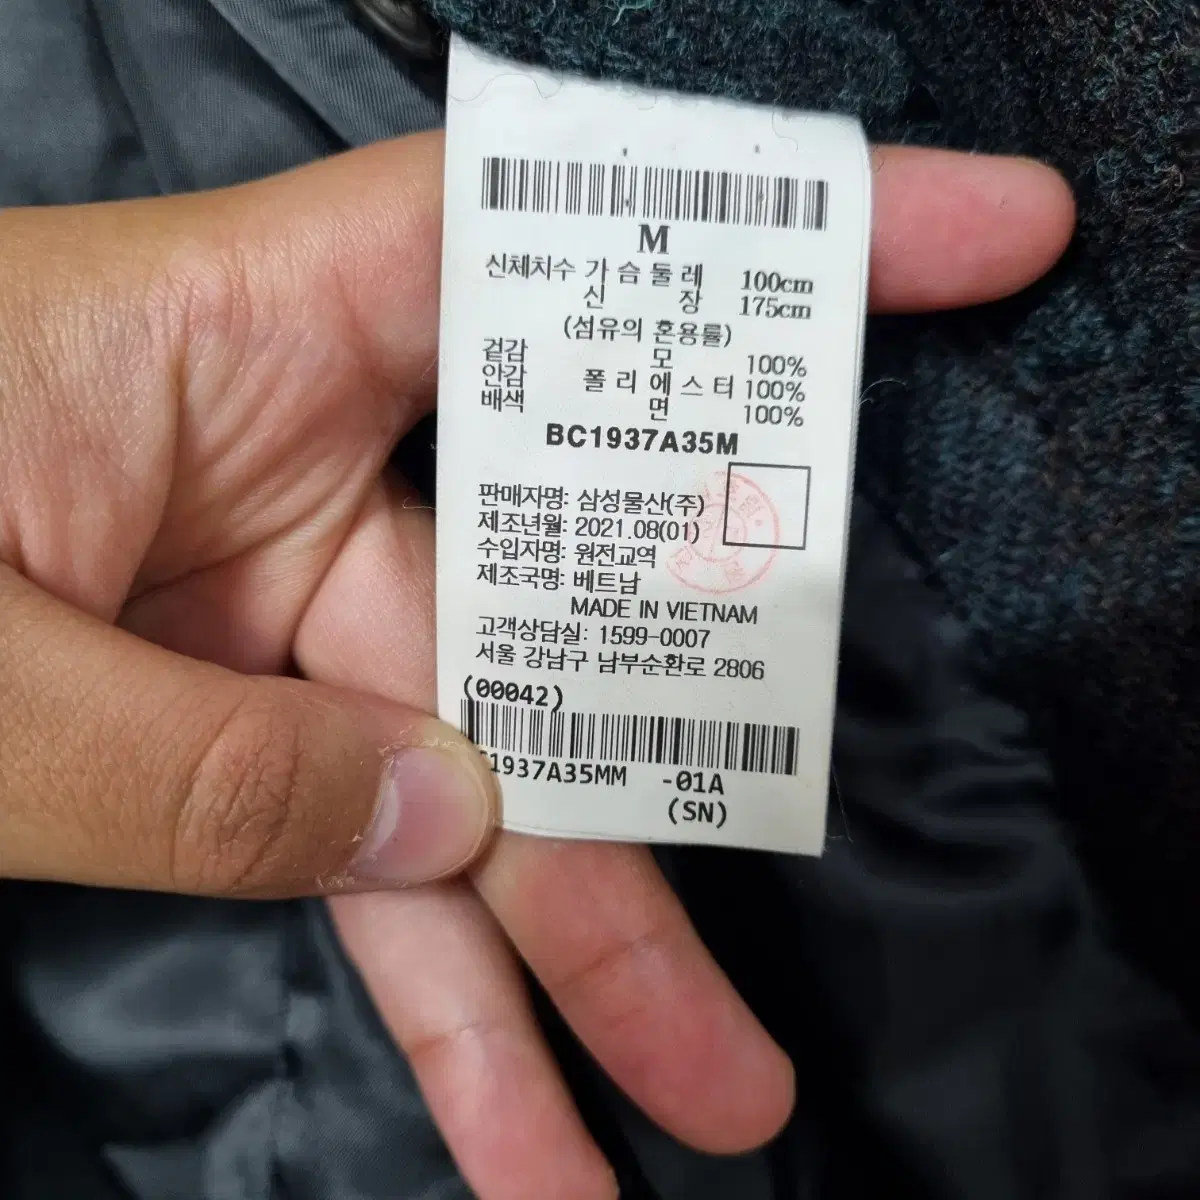 M
신체치수 가슴둘레 100cm
신장 175cm
(섬유의 혼용률)
겉감 모 100%
안감 폴리에스터 100%
배색 면 100%
BC1937A35M
판매자명: 삼성물산(주)
제조년월: 2021.08(01)
수입자명: 원전교역
제조국명: 베트남
MADE IN VIETNAM
고객상담실: 1599-0007
서울 강남구 남부순환로 2806
(00042)
1937A35MM -01A
(SN)